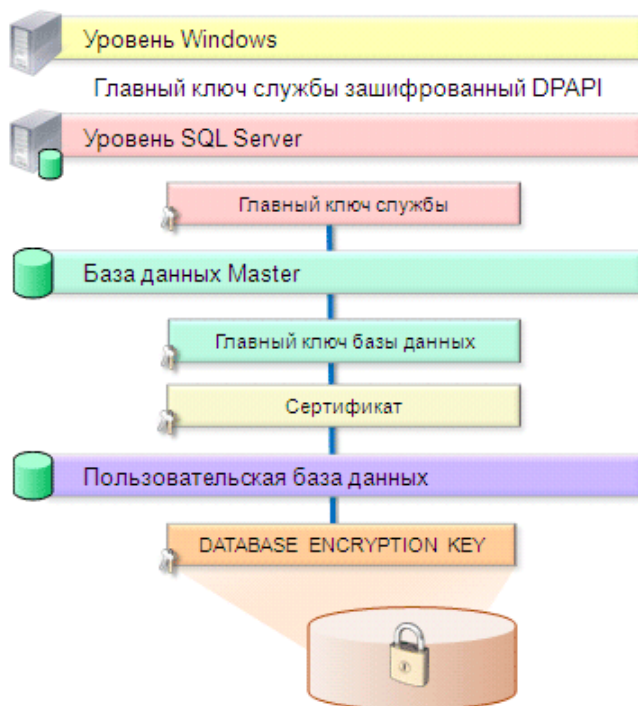 Уровень Windows
Главный ключ службы зашифрованный DPAPI
Уровень SQL Server
Главный ключ службы
База данных Master
Главный ключ базы данных
Сертификат
Пользовательская база данных
DATABASE ENCRYPTION KEY